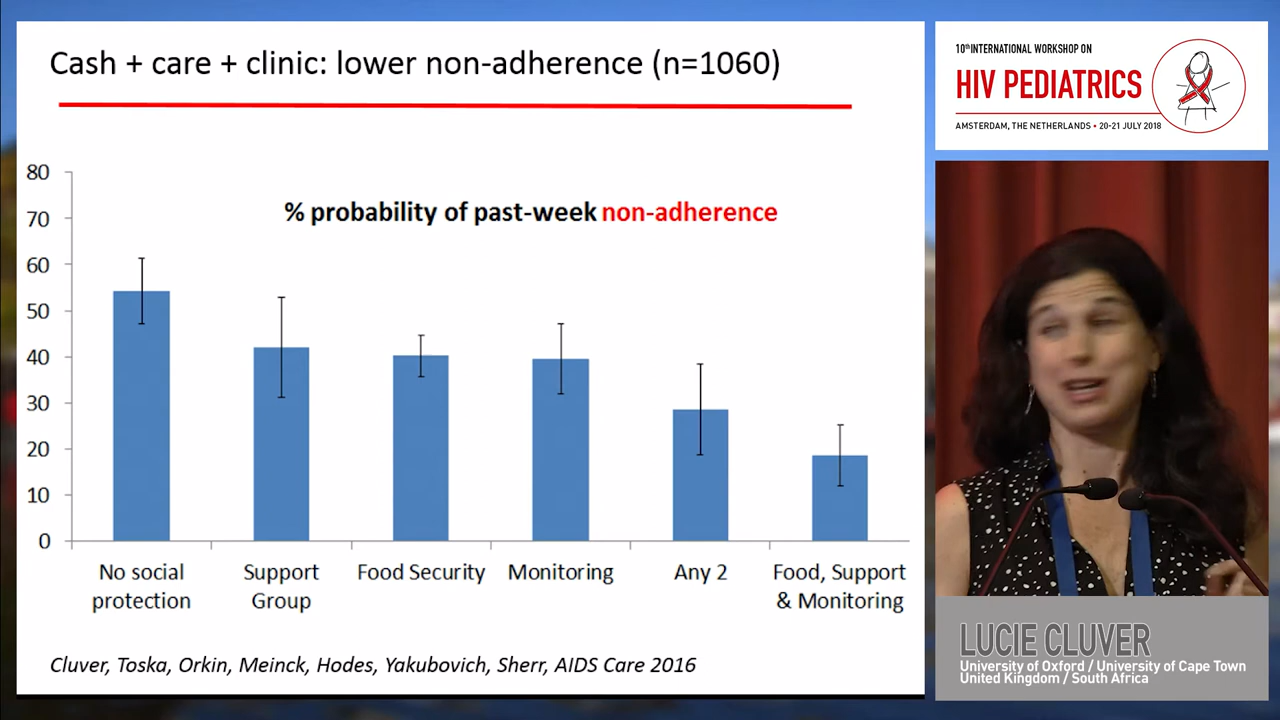 Cash + care + clinic: lower non-adherence (n=1060)
% probability of past-week non-adherence
80
70
60
50
40
30
20
10
0
No social
protection
Support
Group
Food Security
Monitoring
Any 2
Food, Support
& Monitoring
Cluver, Toska, Orkin, Meinck, Hodes, Yakubovich, Sherr, AIDS Care 2016
10th INTERNATIONAL WORKSHOP ON
HIV PEDIATRICS
AMSTERDAM, THE NETHERLANDS • 20-21 JULY 2018
LUCIE CLUVER
University of Oxford / University of Cape Town
United Kingdom / South Africa